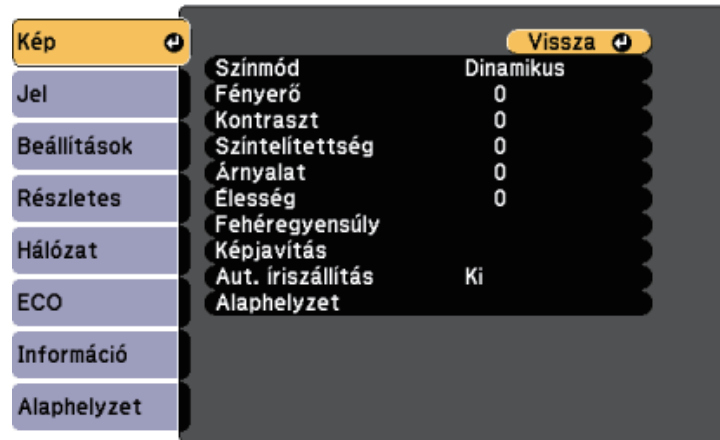 Kép
Jel
Beállítások
Részletes
Hálózat
ECO
Információ
Alaphelyzet
Vissza
Színmód Dinamikus
Fényerő 0
Kontraszt 0
Színtelítettség 0
Árnyalat 0
Élesség 0
Fehéregyensúly
Képjavítás
Aut. íriszállítás Ki
Alaphelyzet